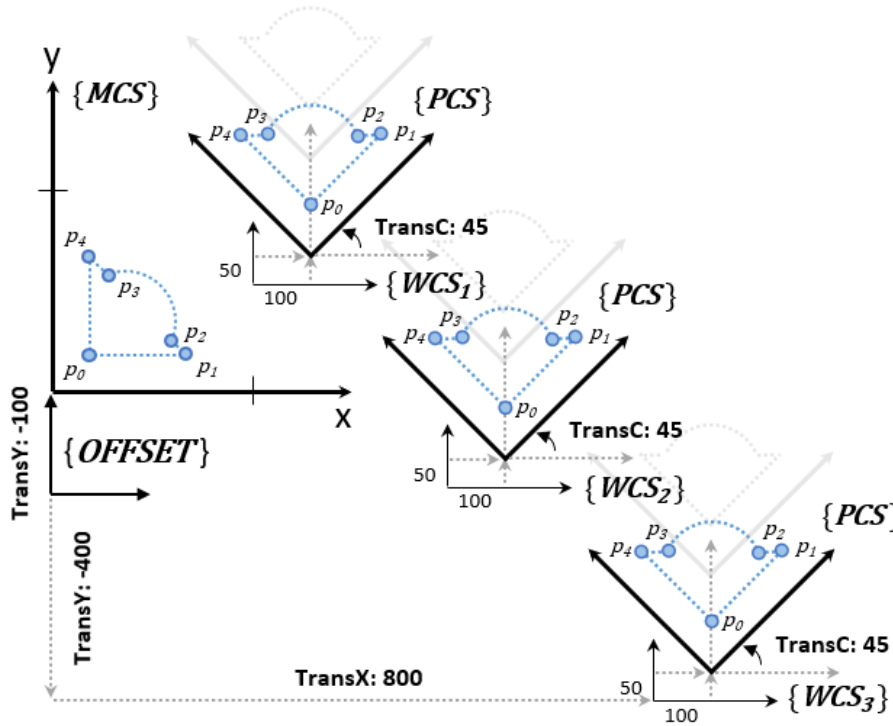 y
{MCS}
{PCS}
p4
p3
p2
p1
p0
TransC: 45
50
100
{WCS1}
p4
p3
p2
p1
p0
x
{PCS}
p4
p3
p2
p1
p0
TransC: 45
50
100
{WCS2}
TransY: -100
{OFFSET}
{PCS}
p4
p3
p2
p1
p0
TransC: 45
50
100
{WCS3}
TransY: -400
TransX: 800